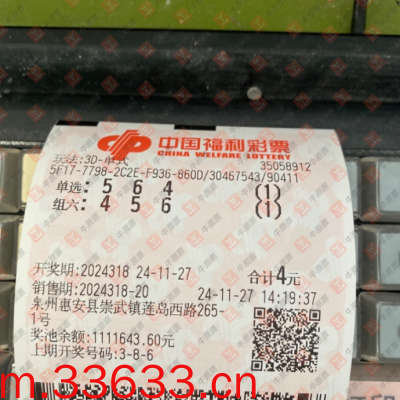 中国福利彩票
CHINA WELFARE LOTTERY
玩法:3D-单式 35058912
5F17-7798-2C2E-F936-860D/30467543/90411
单选: 5 6 4 (1)
组六: 4 5 6 (1)
开奖期:2024318 24-11-27 合计4元
销售期:2024318-20 24-11-27 14:19:37
泉州惠安县崇武镇莲岛西路265-
1号
奖池余额:1111643.60元
上期开奖号码:3-8-6
m.33633.cn